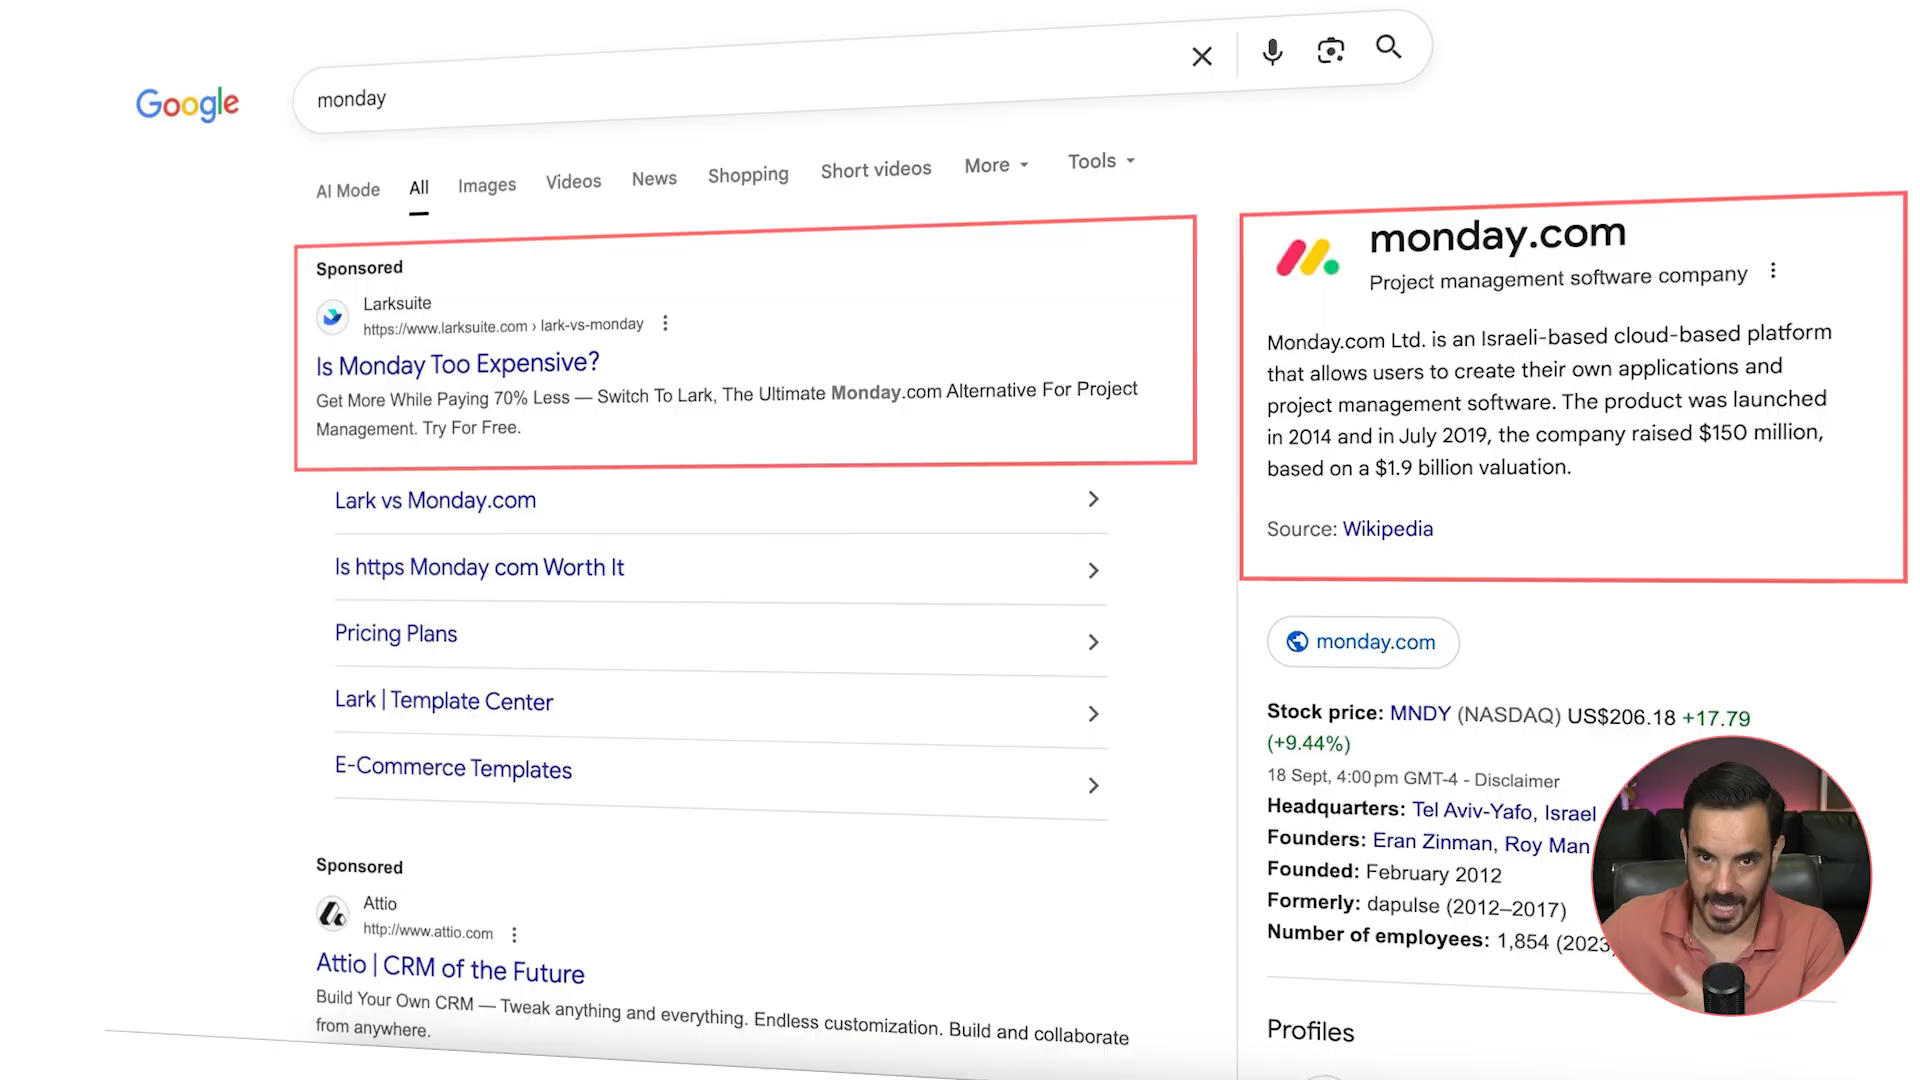 Google
monday
AI Mode
All
Images
Videos
News
Shopping
Short videos
More
Tools
Sponsored
Larksuite
https://www.larksuite.com › lark-vs-monday
Is Monday Too Expensive?
Get More While Paying 70% Less — Switch To Lark, The Ultimate Monday.com Alternative For Project
Management. Try For Free.
Lark vs Monday.com
Is https Monday com Worth It
Pricing Plans
Lark | Template Center
E-Commerce Templates
Sponsored
Attio
http://www.attio.com
Attio | CRM of the Future
Build Your Own CRM — Tweak anything and everything. Endless customization. Build and collaborate
from anywhere.
monday.com
Project management software company
Monday.com Ltd. is an Israeli-based cloud-based platform
that allows users to create their own applications and
project management software. The product was launched
in 2014 and in July 2019, the company raised $150 million,
based on a $1.9 billion valuation.
Source: Wikipedia
monday.com
Stock price: MNDY (NASDAQ) US$206.18 +17.79
(+9.44%)
18 Sept, 4:00 pm GMT-4 - Disclaimer
Headquarters: Tel Aviv-Yafo, Israel
Founders: Eran Zinman, Roy Man
Founded: February 2012
Formerly: dapulse (2012–2017)
Number of employees: 1,854 (2023
Profiles